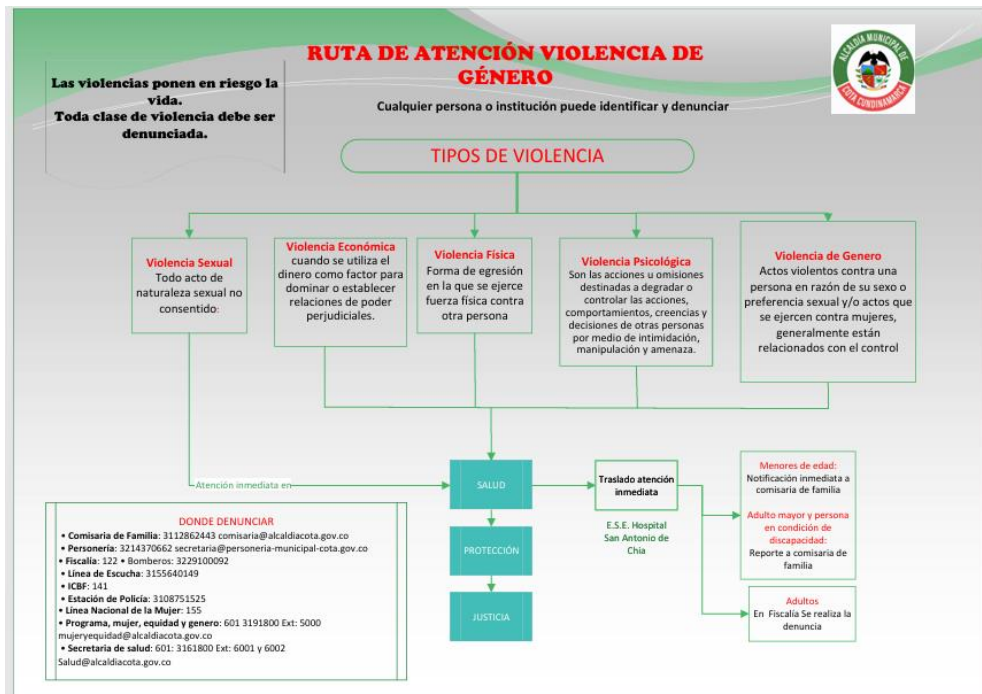 RUTA DE ATENCIÓN VIOLENCIA DE
GÉNERO
ALCALDÍA MUNICIPAL DE
COTA CUNDINAMARCA
Las violencias ponen en riesgo la
vida.
Toda clase de violencia debe ser
denunciada.
Cualquier persona o institución puede identificar y denunciar
TIPOS DE VIOLENCIA
Violencia Sexual
Todo acto de
naturaleza sexual no
consentido:
Violencia Económica
cuando se utiliza el
dinero como factor para
dominar o establecer
relaciones de poder
perjudiciales.
Violencia Física
Forma de egresión
en la que se ejerce
fuerza física contra
otra persona
Violencia Psicológica
Son las acciones u omisiones
destinadas a degradar o
controlar las acciones,
comportamientos, creencias y
decisiones de otras personas
por medio de intimidación,
manipulación y amenaza.
Violencia de Genero
Actos violentos contra una
persona en razón de su sexo o
preferencia sexual y/o actos que
se ejercen contra mujeres,
generalmente están
relacionados con el control
Atención inmediata en
SALUD
PROTECCIÓN
JUSTICIA
Traslado atención
inmediata
E.S.E. Hospital
San Antonio de
Chia
Menores de edad:
Notificación inmediata a
comisaria de familia
Adulto mayor y persona
en condición de
discapacidad:
Reporte a comisaria de
familia
Adultos
En Fiscalía Se realiza la
denuncia
DONDE DENUNCIAR
• Comisaria de Familia: 3112862443 comisaria@alcaldiacota.gov.co
• Personería: 3214370662 secretaria@personeria-municipal-cota.gov.co
• Fiscalía: 122 • Bomberos: 3229100092
• Línea de Escucha: 3155640149
• ICBF: 141
• Estación de Policía: 3108751525
• Línea Nacional de la Mujer: 155
• Programa, mujer, equidad y genero: 601 3191800 Ext: 5000
mujeryequidad@alcaldiacota.gov.co
• Secretaria de salud: 601: 3161800 Ext: 6001 y 6002
Salud@alcaldiacota.gov.co